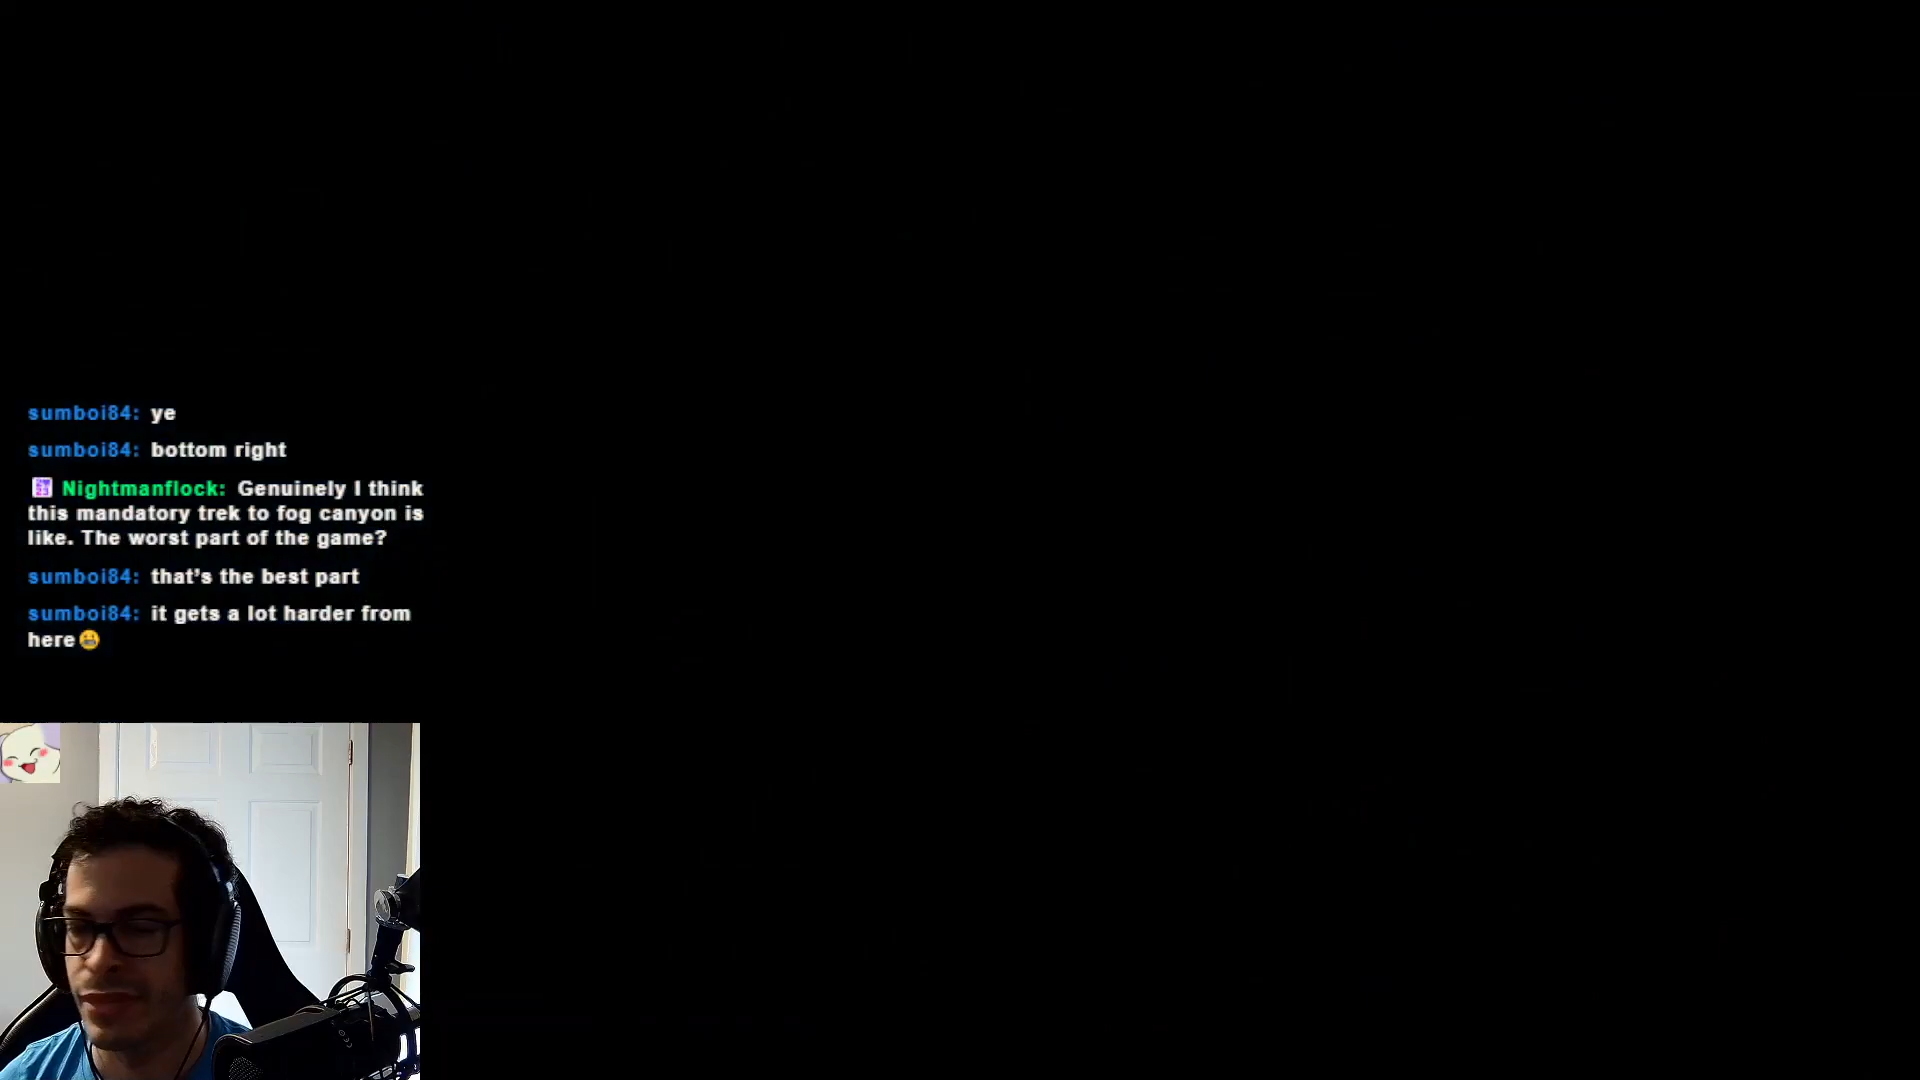 sumboi84: ye
sumboi84: bottom right
Nightmanflock: Genuinely I think
this mandatory trek to fog canyon is
like. The worst part of the game?
sumboi84: that's the best part
sumboi84: it gets a lot harder from
here😬